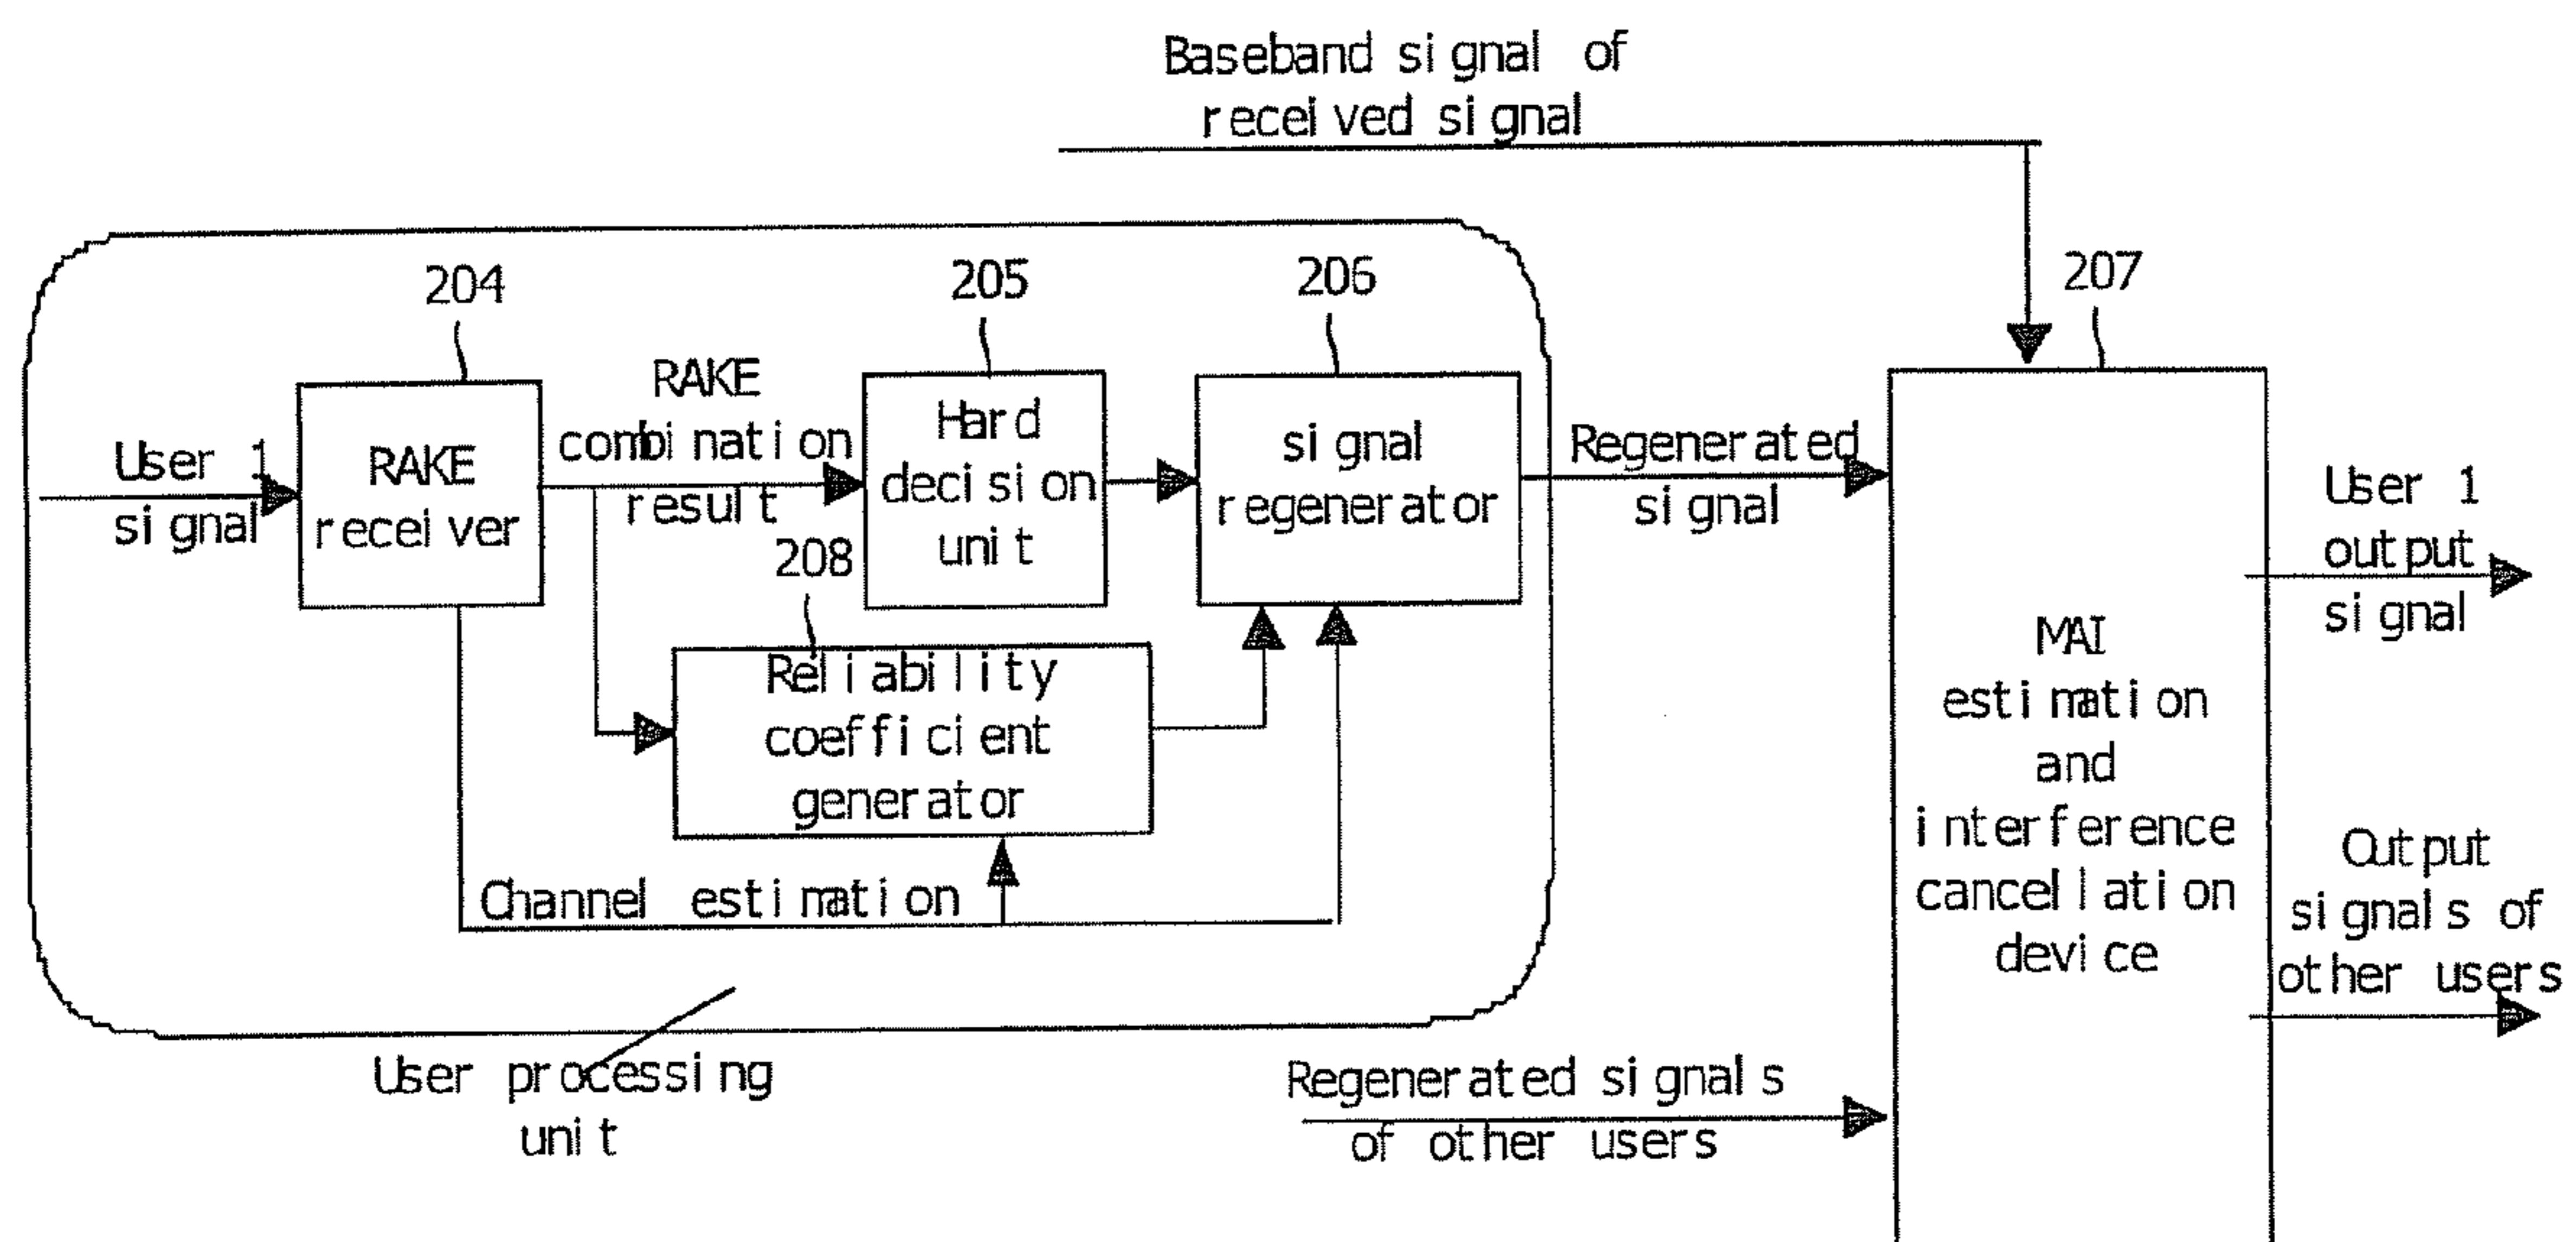 Baseband signal of
received signal
204
205
206
207
User 1
signal
RAKE
receiver
RAKE
combination
result
208
Hard
decision
unit
signal
regenerator
Regenerated
signal
User 1
output
signal
Reliability
coefficient
generator
MAI
estimation
and
interference
cancellation
device
Channel estimation
Output
signals of
other users
User processing
unit
Regenerated signals
of other users